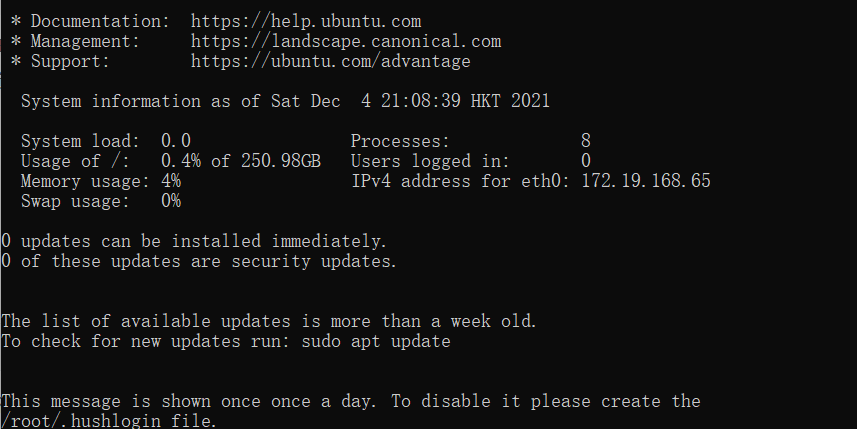 * Documentation:  https://help.ubuntu.com
* Management:     https://landscape.canonical.com
* Support:        https://ubuntu.com/advantage
System information as of Sat Dec  4 21:08:39 HKT 2021
System load:  0.0                Processes:             8
Usage of /:   0.4% of 250.98GB   Users logged in:       0
Memory usage: 4%                 IPv4 address for eth0: 172.19.168.65
Swap usage:   0%
0 updates can be installed immediately.
0 of these updates are security updates.
The list of available updates is more than a week old.
To check for new updates run: sudo apt update
This message is shown once once a day. To disable it please create the
/root/.hushlogin file.